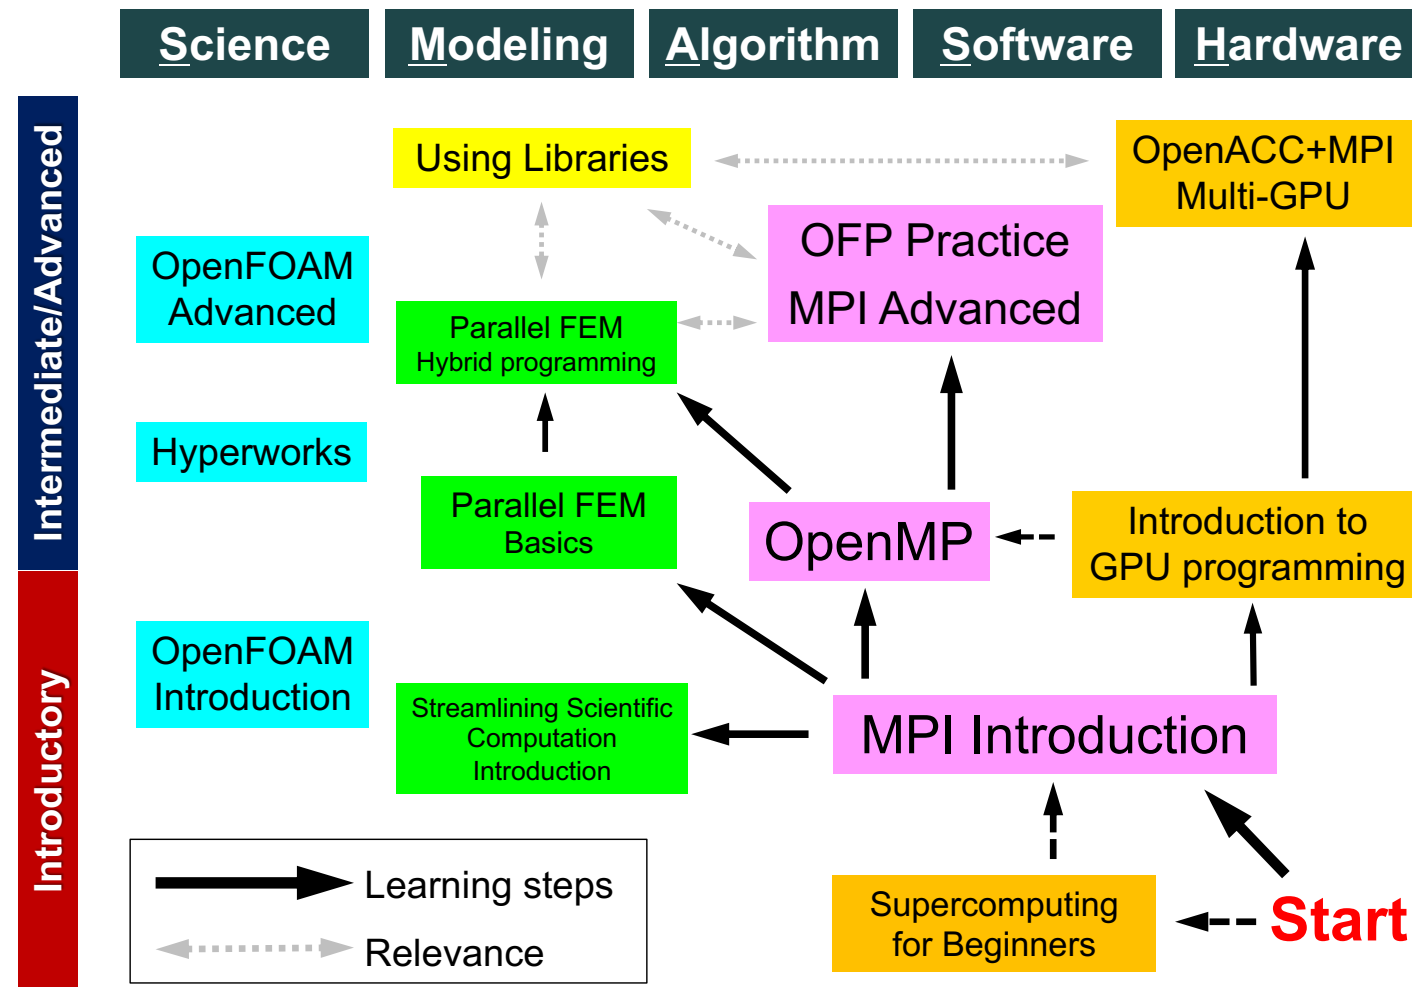 Science
Modeling
Algorithm
Software
Hardware
Intermediate/Advanced
Introductory
Using Libraries
OpenACC+MPI
Multi-GPU
OFP Practice
MPI Advanced
OpenFOAM
Advanced
Parallel FEM
Hybrid programming
Hyperworks
Parallel FEM
Basics
OpenMP
Introduction to
GPU programming
OpenFOAM
Introduction
Streamlining Scientific
Computation
Introduction
MPI Introduction
Learning steps
Relevance
Supercomputing
for Beginners
Start